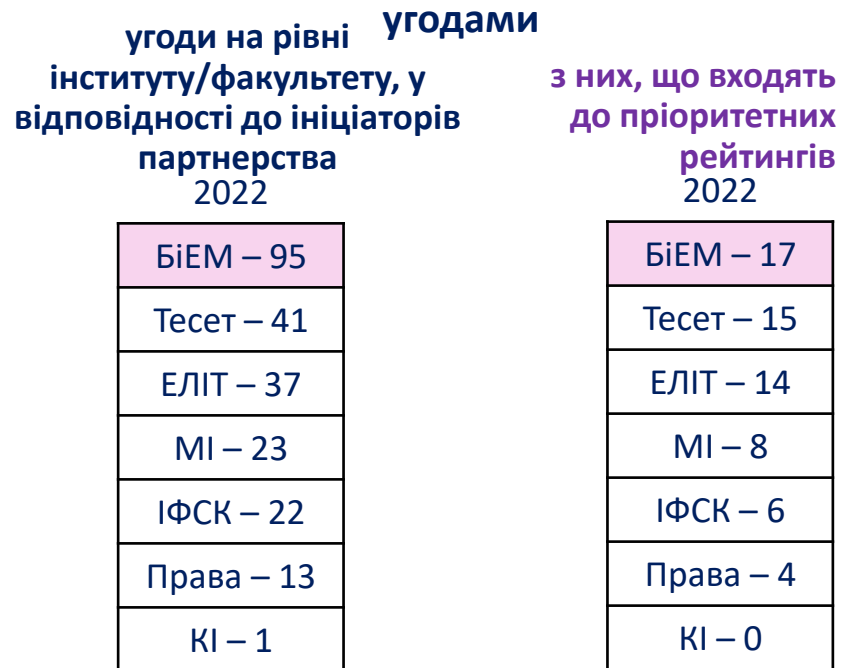 угодами
угоди на рівні
інституту/факультету, у
відповідності до ініціаторів
партнерства
2022
БіЕМ – 95
Тесет – 41
ЕЛІТ – 37
МІ – 23
ІФСК – 22
Права – 13
КІ – 1
з них, що входять
до пріоритетних
рейтингів
2022
БіЕМ – 17
Тесет – 15
ЕЛІТ – 14
МІ – 8
ІФСК – 6
Права – 4
КІ – 0